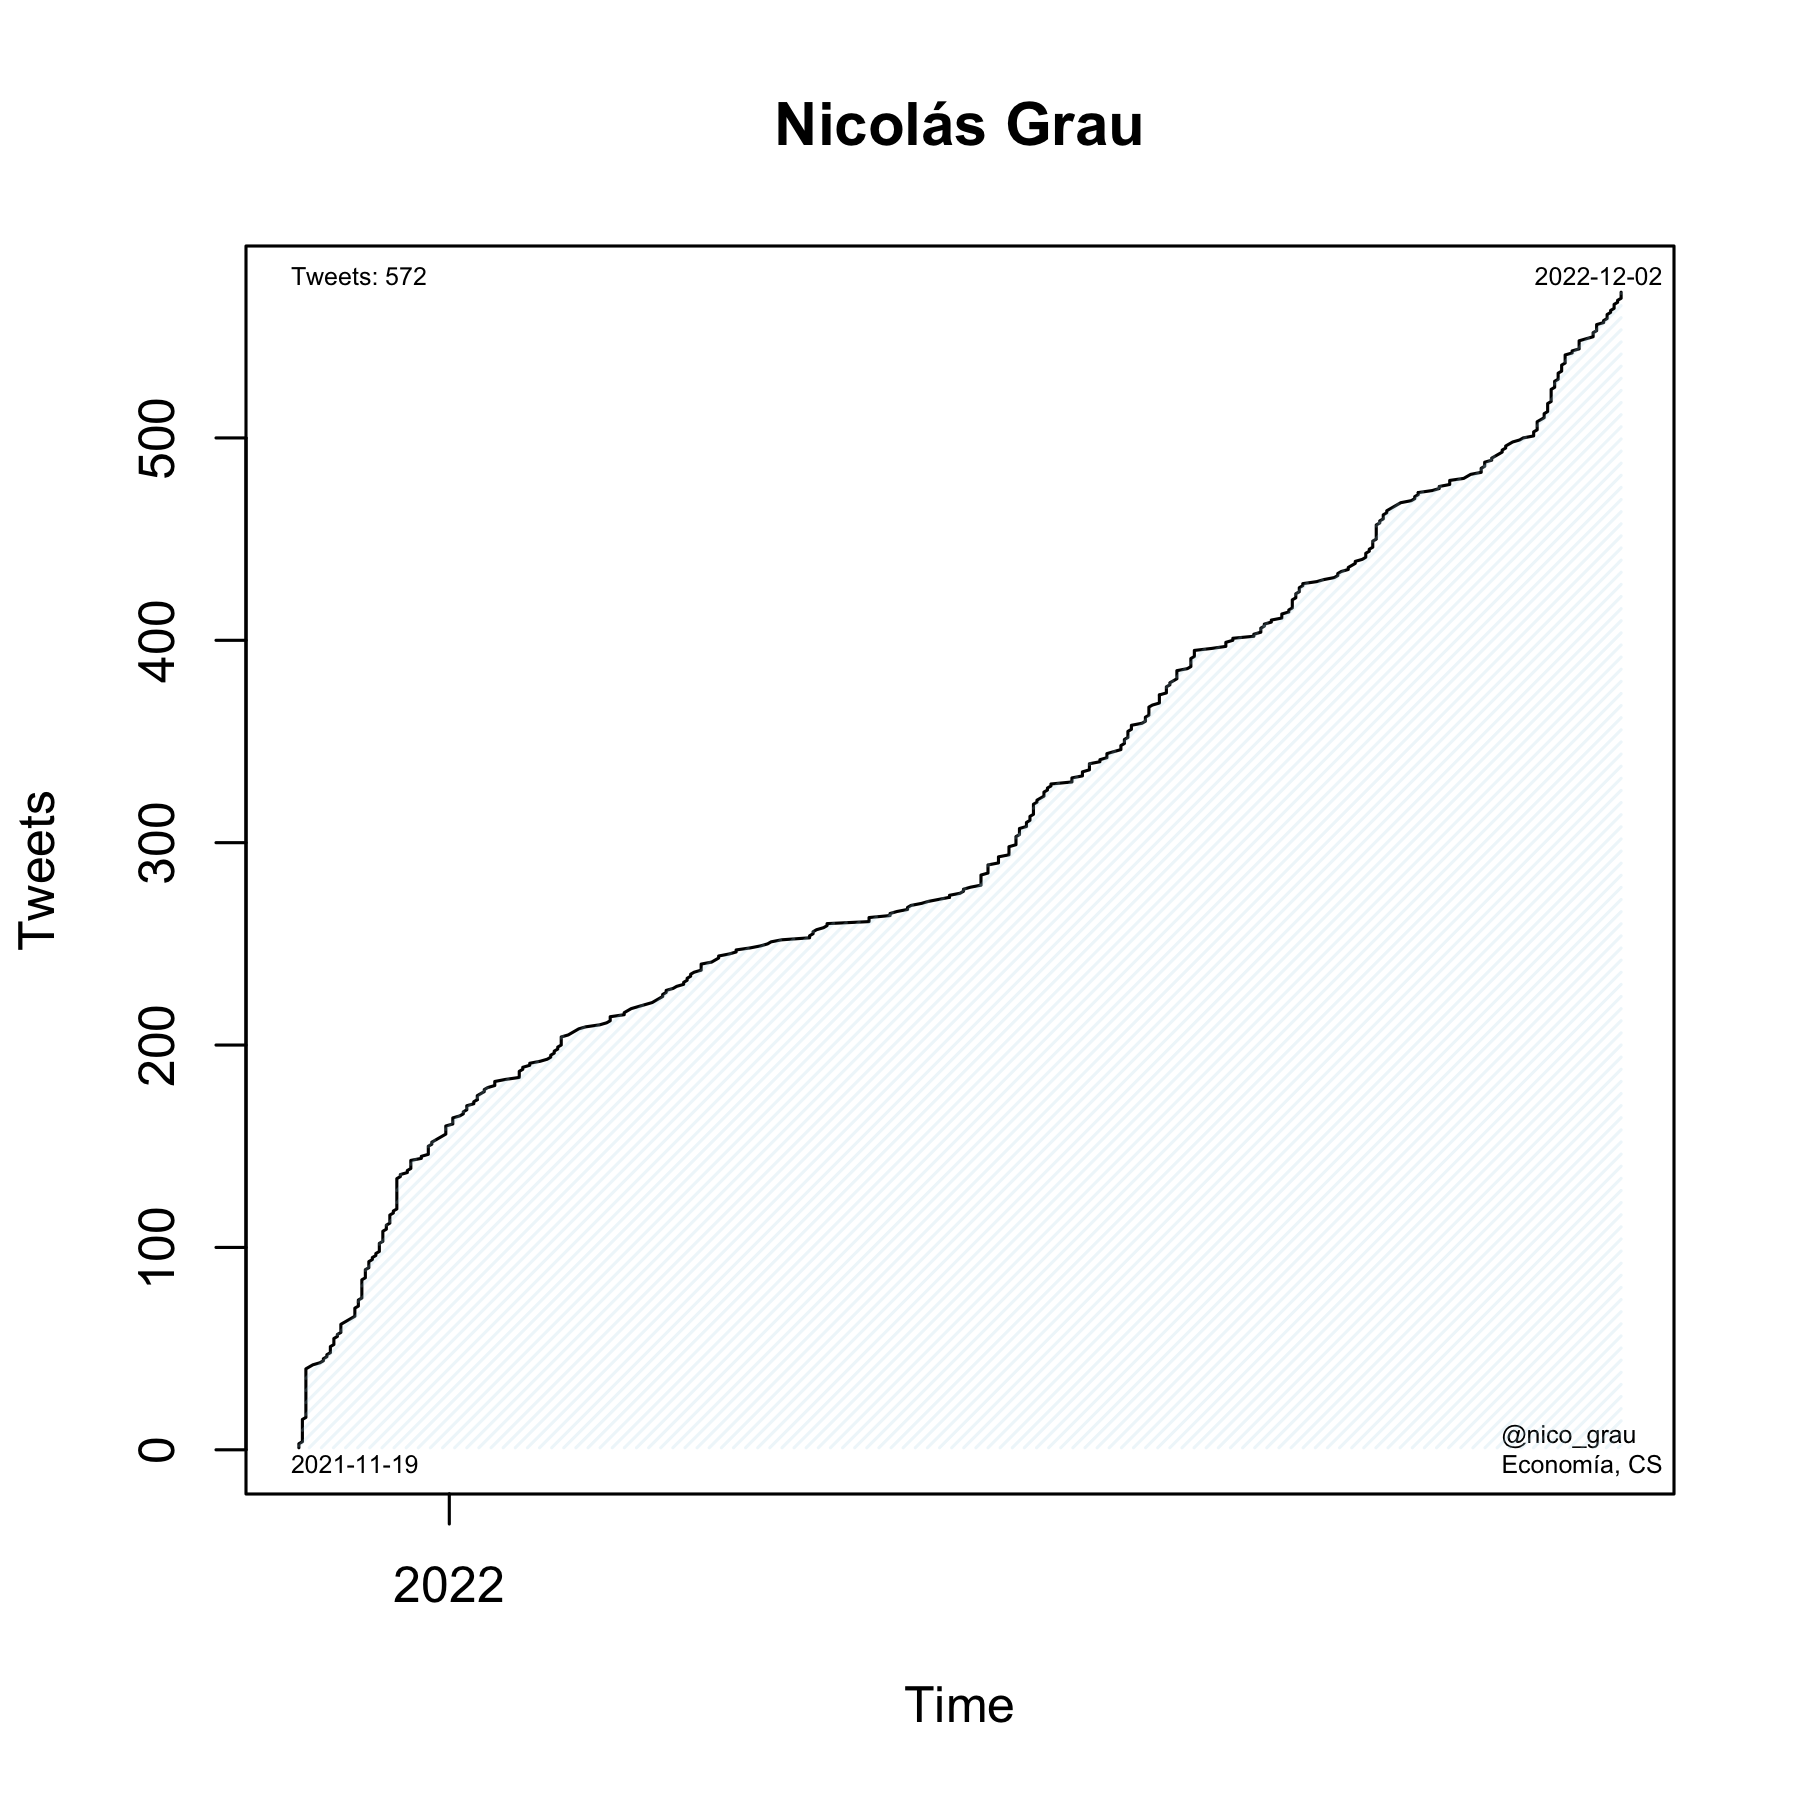 Nicolás Grau
Tweets: 572
2022-12-02
Tweets
500
400
300
200
100
0
2021-11-19
@nico_grau
Economía, CS
2022
Time